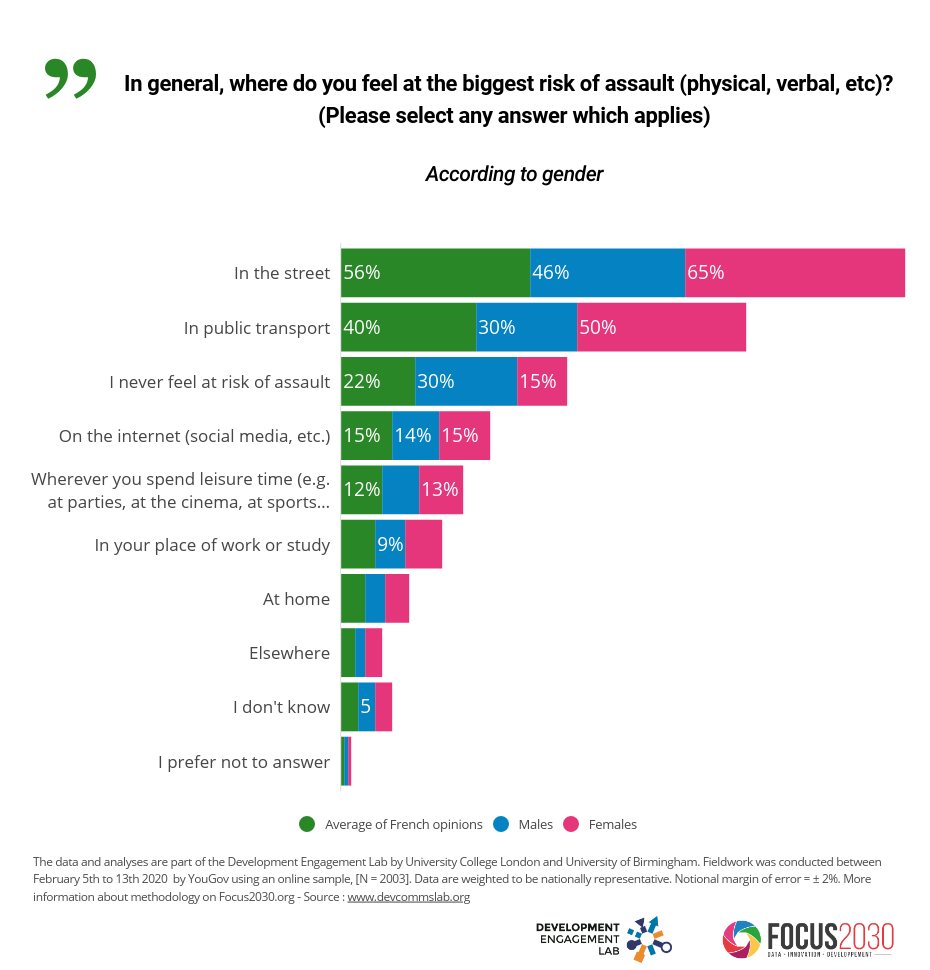 In general, where do you feel at the biggest risk of assault (physical, verbal, etc)?
(Please select any answer which applies)
According to gender
In the street 56% 46% 65%
In public transport 40% 30% 50%
I never feel at risk of assault 22% 30% 15%
On the internet (social media, etc.) 15% 14% 15%
Wherever you spend leisure time (e.g.
at parties, at the cinema, at sports... 12% 13%
In your place of work or study 9%
At home
Elsewhere
I don't know 5
I prefer not to answer
Average of French opinions Males Females
The data and analyses are part of the Development Engagement Lab by University College London and University of Birmingham. Fieldwork was conducted between
February 5th to 13th 2020 by YouGov using an online sample, [N = 2003]. Data are weighted to be nationally representative. Notional margin of error = ± 2%. More
information about methodology on Focus2030.org - Source : www.devcommslab.org
DEVELOPMENT
ENGAGEMENT
LAB
FOCUS2030
DATA · INNOVATION · DEVELOPPEMENT